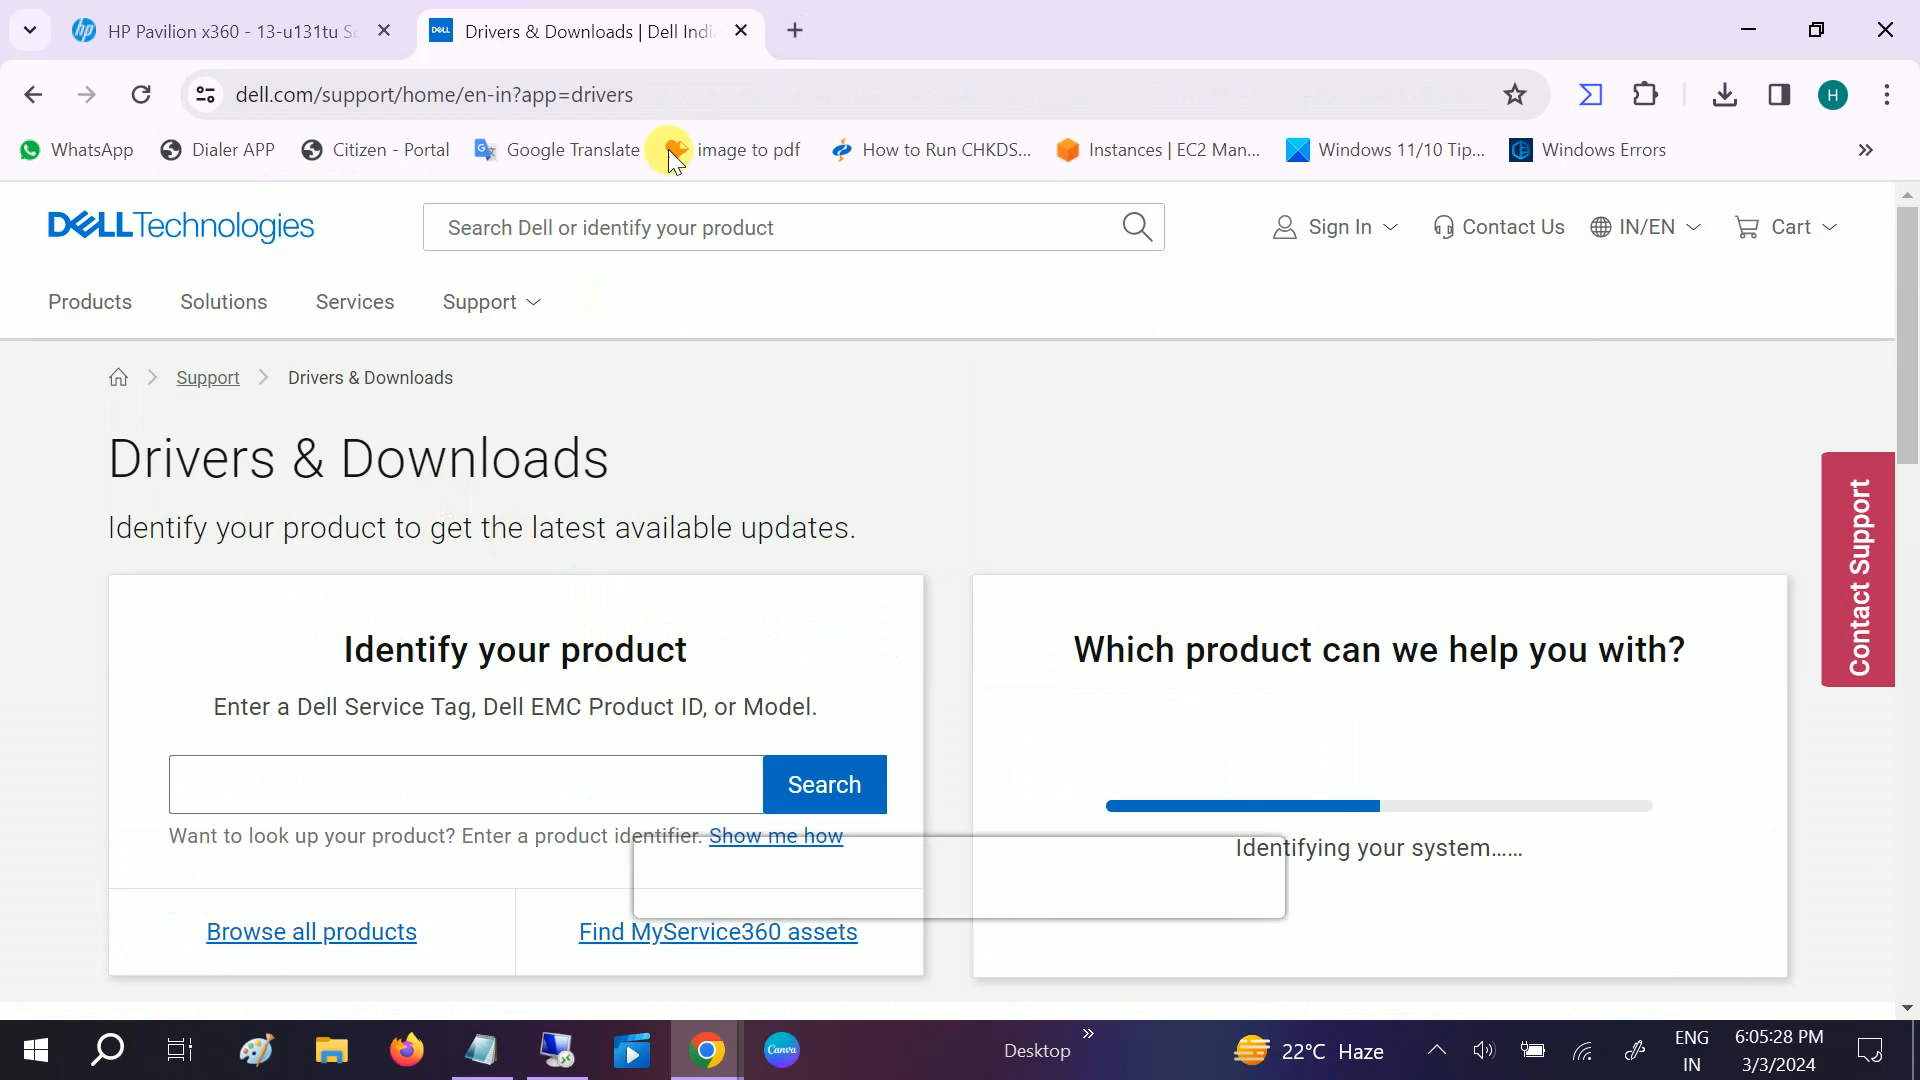 HP Pavilion x360 - 13-u131tu S
Drivers & Downloads | Dell Indi
dell.com/support/home/en-in?app=drivers
H
WhatsApp
Dialer APP
Citizen - Portal
Google Translate
image to pdf
How to Run CHKDS...
Instances | EC2 Man...
Windows 11/10 Tip...
Windows Errors
DELLTechnologies
Search Dell or identify your product
Sign In
Contact Us
IN/EN
Cart
Products
Solutions
Services
Support
Support
Drivers & Downloads
Drivers & Downloads
Identify your product to get the latest available updates.
Contact Support
Identify your product
Enter a Dell Service Tag, Dell EMC Product ID, or Model.
Search
Want to look up your product? Enter a product identifier. Show me how
Browse all products
Find MyService360 assets
Which product can we help you with?
Identifying your system......
Canva
Desktop
22°C Haze
ENG
IN
6:05:28 PM
3/3/2024